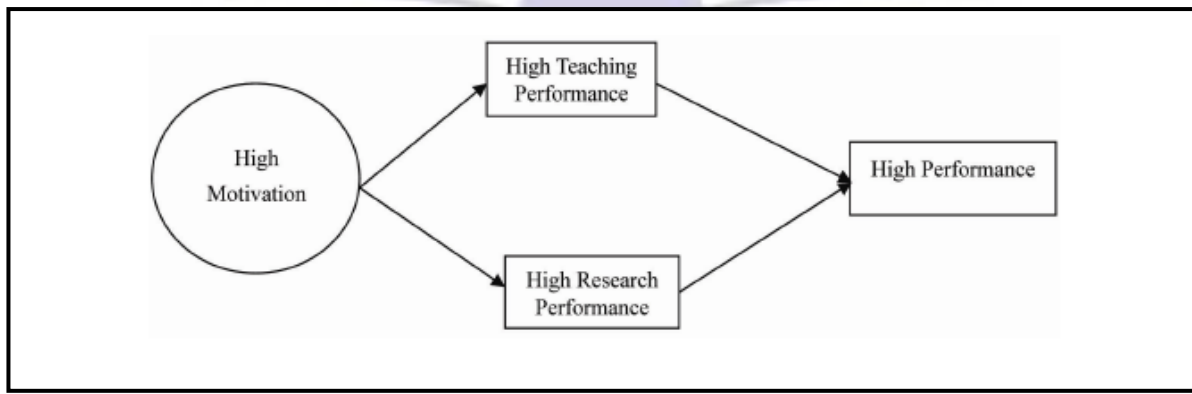 High
Motivation
High Teaching
Performance
High Research
Performance
High Performance